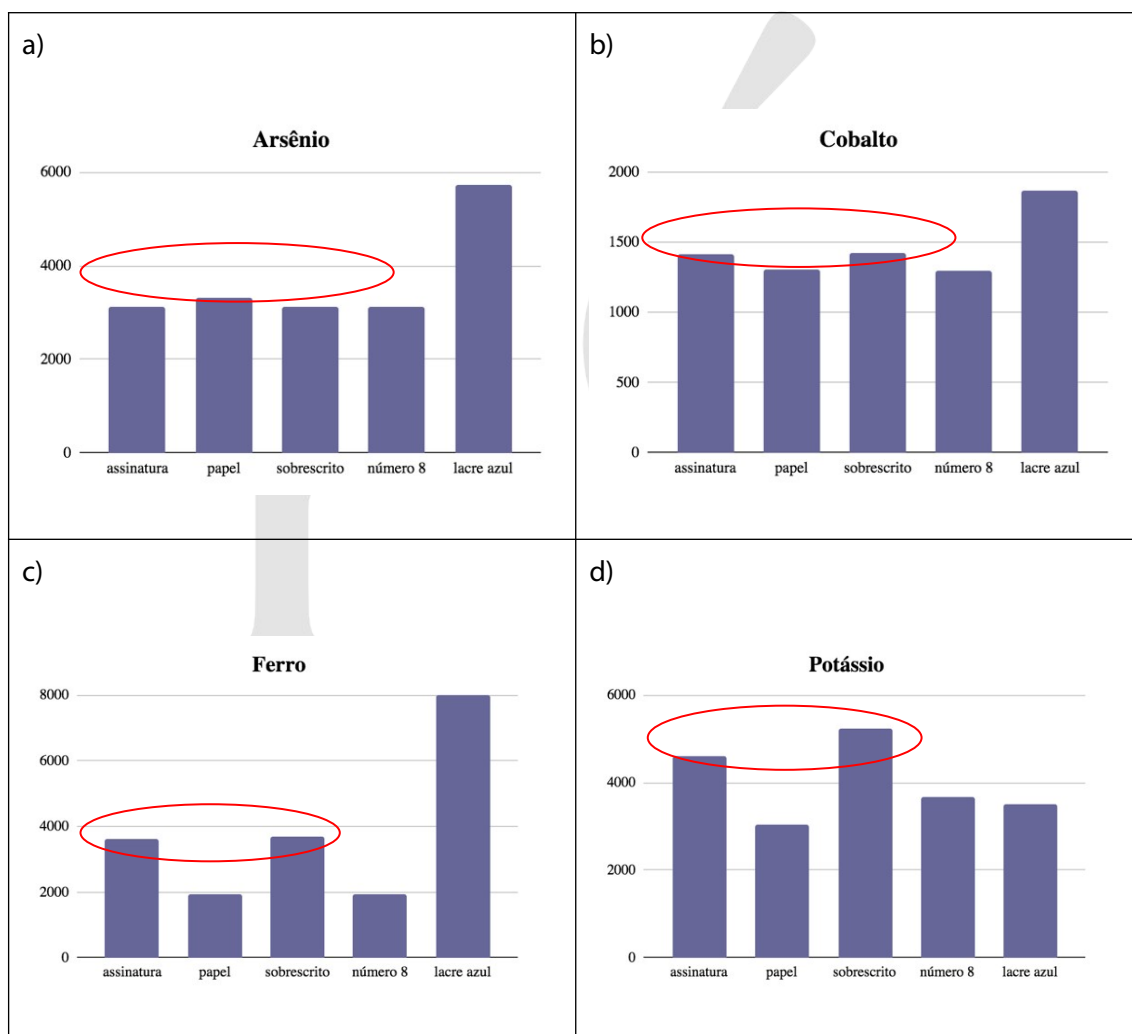 a)
Arsênio
6000
4000
2000
0
assinatura papel sobrescrito número 8 lacre azul
b)
Cobalto
2000
1500
1000
500
0
assinatura papel sobrescrito número 8 lacre azul
c)
Ferro
8000
6000
4000
2000
0
assinatura papel sobrescrito número 8 lacre azul
d)
Potássio
6000
4000
2000
0
assinatura papel sobrescrito número 8 lacre azul